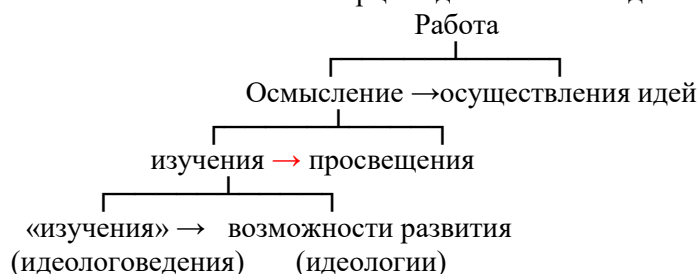 Работа
Осмысление →осуществления идей
изучения → просвещения
«изучения» → возможности развития
(идеологоведения) (идеологии)